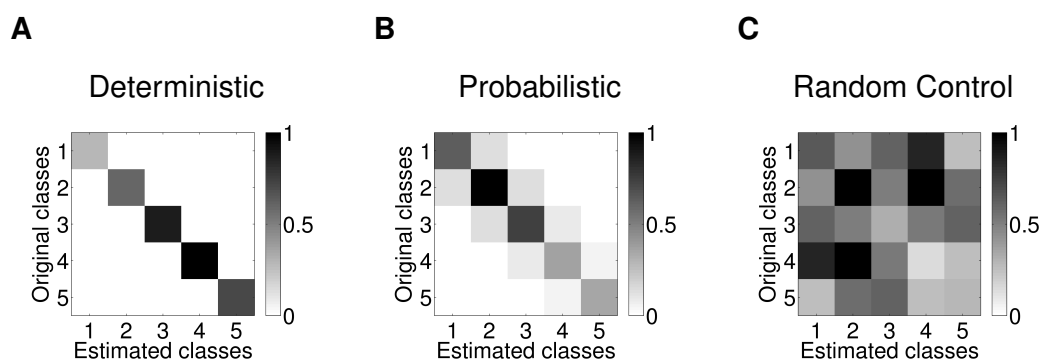 A
Deterministic
Original classes
1
2
3
4
5
1 2 3 4 5
Estimated classes
1
0.5
0
B
Probabilistic
Original classes
1
2
3
4
5
1 2 3 4 5
Estimated classes
1
0.5
0
C
Random Control
Original classes
1
2
3
4
5
1 2 3 4 5
Estimated classes
1
0.5
0